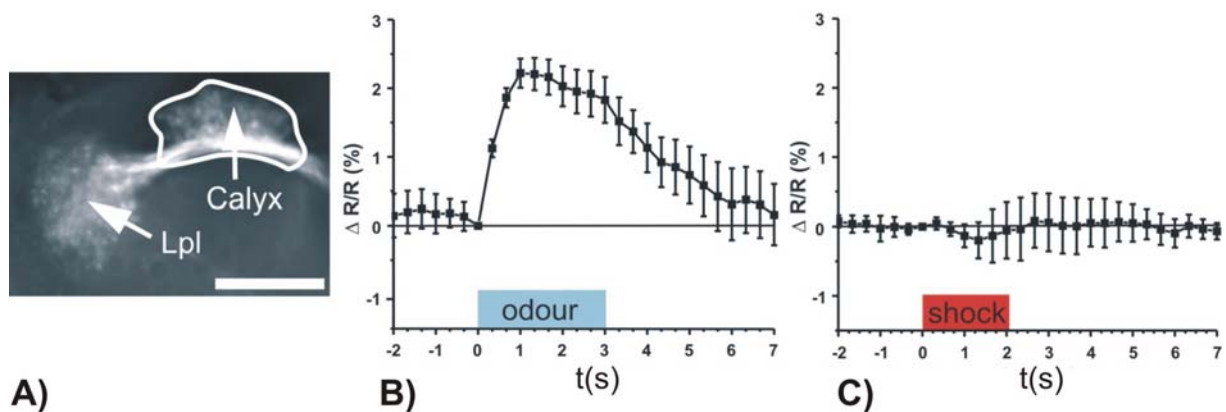 Calyx
Lpl
A)
3
2
1
0
-1
Δ R/R (%)
odour
-2 -1 0 1 2 3 4 5 6 7
t(s)
B)
3
2
1
0
-1
Δ R/R (%)
shock
-2 -1 0 1 2 3 4 5 6 7
t(s)
C)